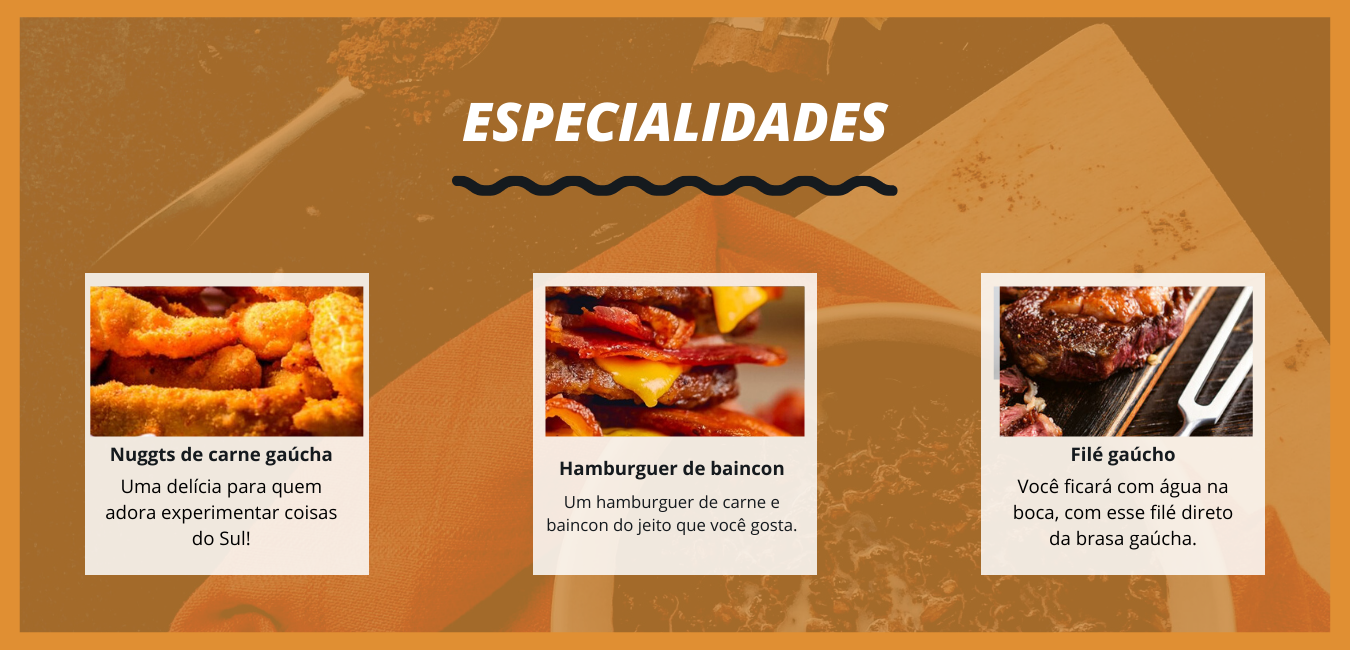 ESPECIALIDADES
Nuggts de carne gaúcha
Uma delícia para quem
adora experimentar coisas
do Sul!
Hamburguer de baincon
Um hamburguer de carne e
baincon do jeito que você gosta.
Filé gaúcho
Você ficará com água na
boca, com esse filé direto
da brasa gaúcha.